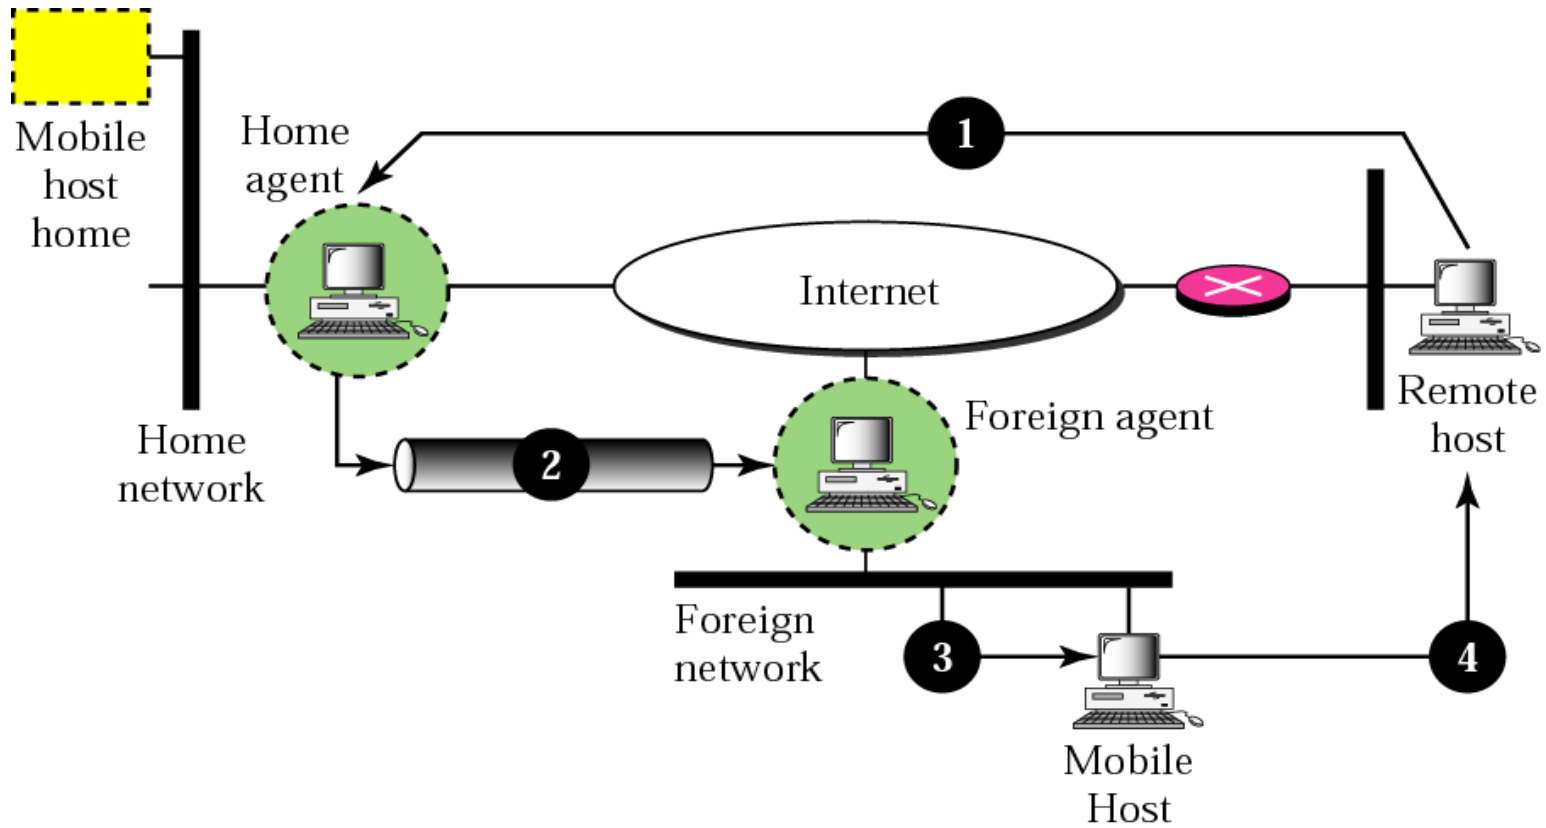 Mobile
host
home
Home
agent
1
Internet
Remote
host
Home
network
2
Foreign agent
Foreign
network
3
4
Mobile
Host